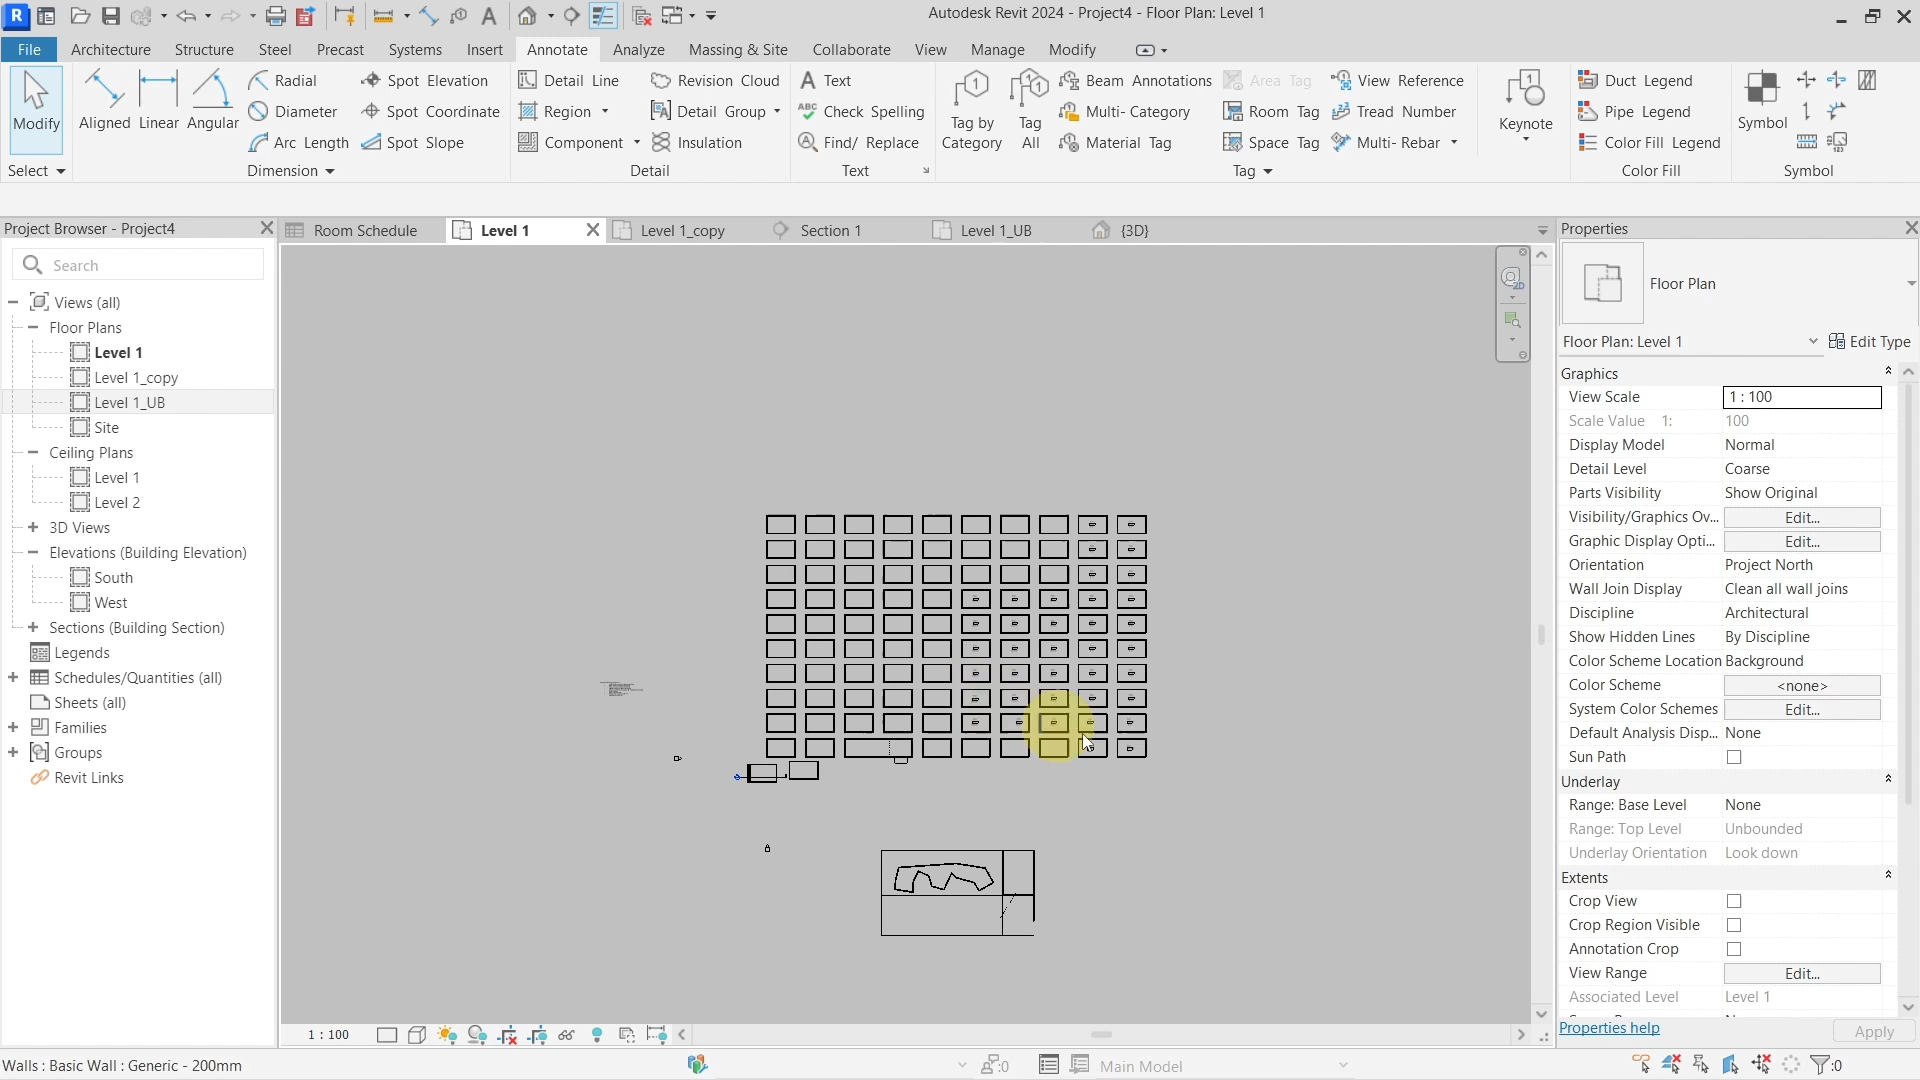 Autodesk Revit 2024 - Project4 - Floor Plan: Level 1
File Architecture Structure Steel Precast Systems Insert Annotate Analyze Massing & Site Collaborate View Manage Modify
Radial Spot Elevation Detail Line Revision Cloud Text Beam Annotations Area Tag View Reference Duct Legend
Modify Aligned Linear Angular Diameter Spot Coordinate Region Detail Group ABC Check Spelling Tag by Category Tag All Multi- Category Room Tag Tread Number Keynote Pipe Legend Symbol
Arc Length Spot Slope Component Insulation Find/ Replace Material Tag Space Tag Multi- Rebar Color Fill Legend
Select Dimension Detail Text Tag Color Fill Symbol
Project Browser - Project4
Search
Views (all)
Floor Plans
Level 1
Level 1_copy
Level 1_UB
Site
Ceiling Plans
Level 1
Level 2
3D Views
Elevations (Building Elevation)
South
West
Sections (Building Section)
Legends
Schedules/Quantities (all)
Sheets (all)
Families
Groups
Revit Links
Room Schedule Level 1 Level 1_copy Section 1 Level 1_UB {3D}
2D
1 : 100
Properties
Floor Plan
Floor Plan: Level 1 Edit Type
Graphics
View Scale 1 : 100
Scale Value 1: 100
Display Model Normal
Detail Level Coarse
Parts Visibility Show Original
Visibility/Graphics Ov... Edit...
Graphic Display Opti... Edit...
Orientation Project North
Wall Join Display Clean all wall joins
Discipline Architectural
Show Hidden Lines By Discipline
Color Scheme Location Background
Color Scheme <none>
System Color Schemes Edit...
Default Analysis Disp... None
Sun Path
Underlay
Range: Base Level None
Range: Top Level Unbounded
Underlay Orientation Look down
Extents
Crop View
Crop Region Visible
Annotation Crop
View Range Edit...
Associated Level Level 1
Properties help Apply
Walls : Basic Wall : Generic - 200mm :0 Main Model :0